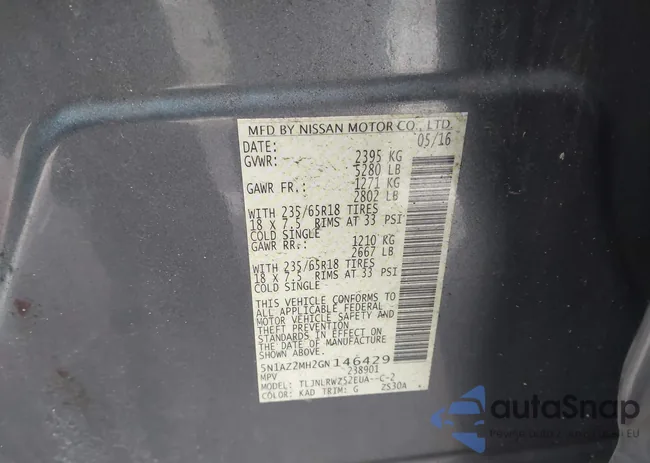 MFD BY NISSAN MOTOR CO., LTD.
DATE: 05/16
GVWR: 2395 KG
5280 LB
GAWR FR.: 1271 KG
2802 LB
WITH 235/65R18 TIRES
18 X 7.5 RIMS AT 33 PSI
COLD SINGLE
GAWR RR.: 1210 KG
2667 LB
WITH 235/65R18 TIRES
18 X 7.5 RIMS AT 33 PSI
COLD SINGLE
THIS VEHICLE CONFORMS TO
ALL APPLICABLE FEDERAL
MOTOR VEHICLE SAFETY AND
THEFT PREVENTION
STANDARDS IN EFFECT ON
THE DATE OF MANUFACTURE
SHOWN ABOVE.
5N1AZ2MH2GN146429
MPV 238901
MODEL: TLJNLRWZ52EUA--C-2
COLOR: KAD TRIM: G ZS30A
autaSnap